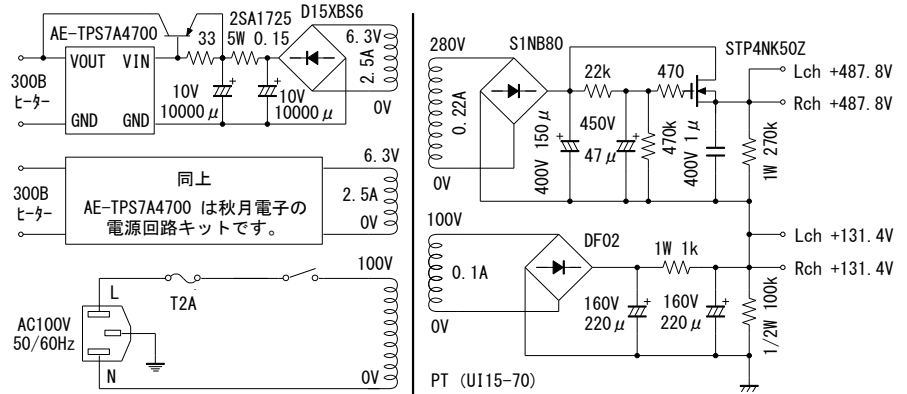 D15XBS6
2SA1725
AE-TPS7A4700
33
5W 0.15
6.3V
2.5A
0V
VOUT VIN
GND GND
300B
ヒーター
10V
10000μ
10V
10000μ
6.3V
2.5A
0V
300B
ヒーター
同上
AE-TPS7A4700 は秋月電子の
電源回路キットです。
100V
L
T2A
AC100V
50/60Hz
N
0V
280V
0.22A
0V
S1NB80
STP4NK50Z
22k
470
400V 150μ
450V
47μ
470k
400V 1μ
1W 270k
Lch +487.8V
Rch +487.8V
100V
0.1A
0V
DF02
1W 1k
160V
220μ
160V
220μ
1/2W 100k
Lch +131.4V
Rch +131.4V
PT (UI15-70)